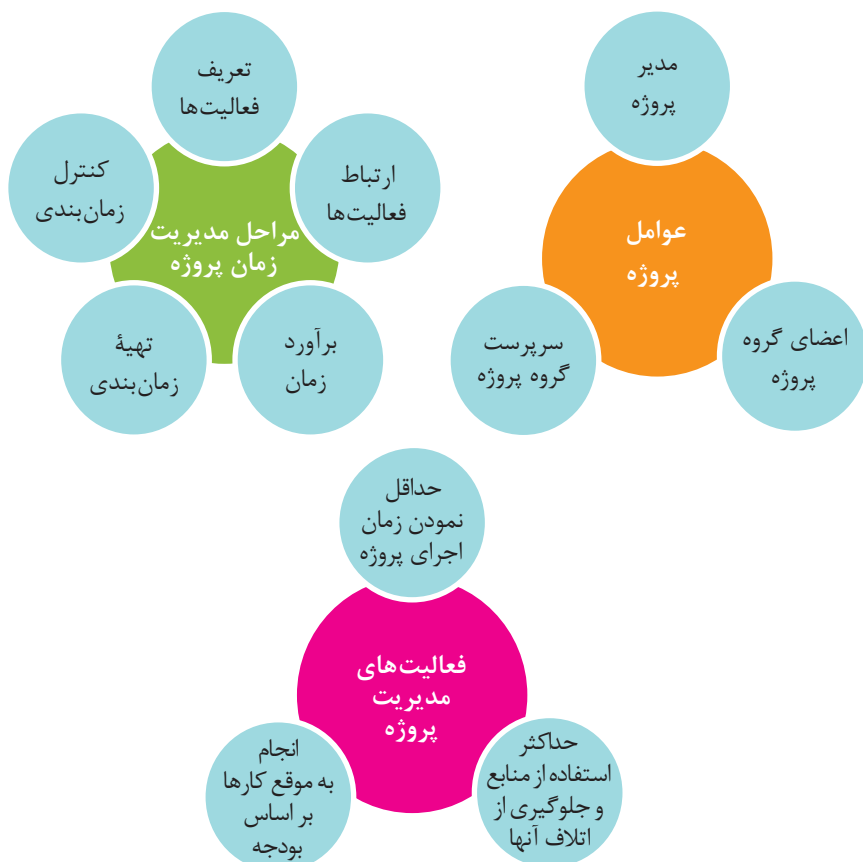 مدیر
پروژه
عوامل
پروژه
اعضای گروه
پروژه
سرپرست
گروه پروژه
تعریف
فعالیت‌ها
ارتباط
فعالیت‌ها
کنترل
زمان‌بندی
مراحل مدیریت
زمان پروژه
برآورد
زمان
تهیۀ
زمان‌بندی
حداقل
نمودن زمان
اجرای پروژه
فعالیت‌های
مدیریت
پروژه
حداکثر
استفاده از منابع
و جلوگیری از
اتلاف آنها
انجام
به موقع کارها
بر اساس
بودجه